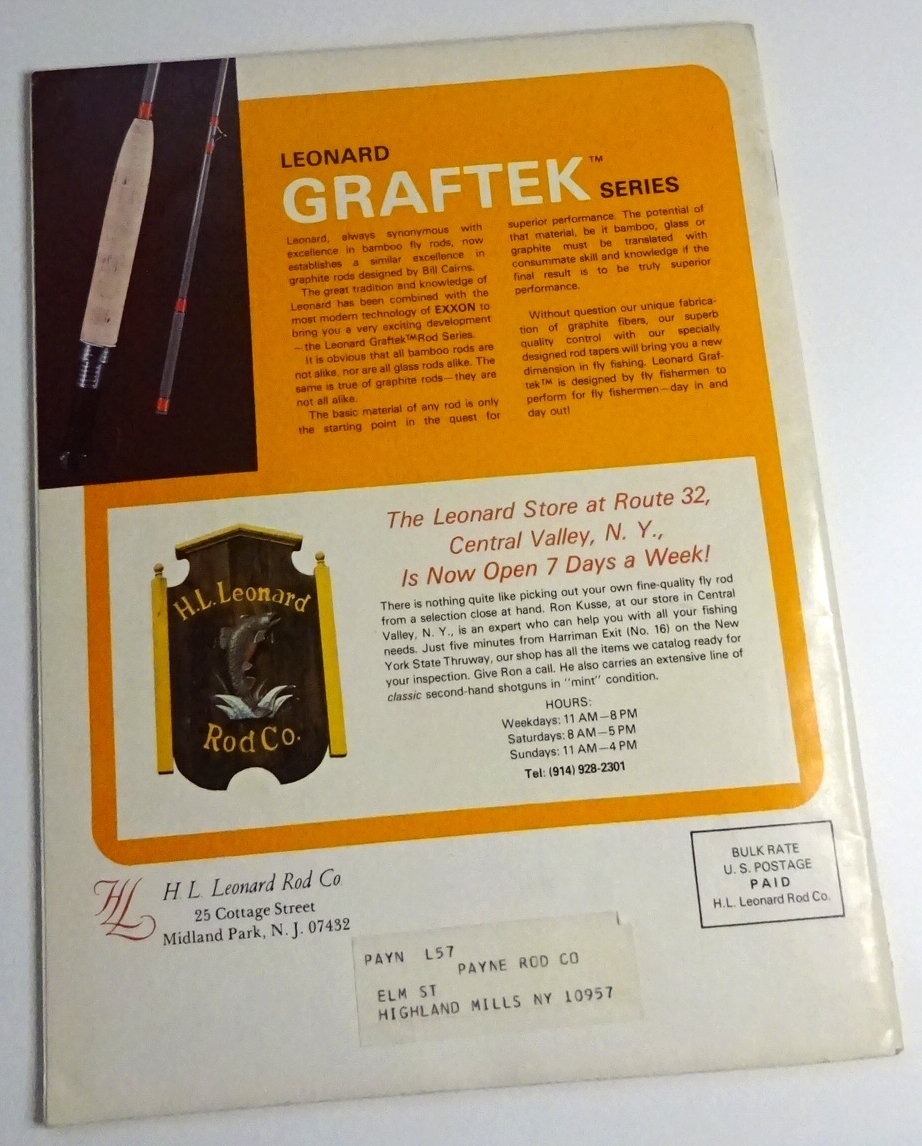 LEONARD
GRAFTEK™ SERIES
Leonard, always synonymous with
excellence in bamboo fly rods, now
establishes a similar excellence in
graphite rods designed by Bill Cairns.
The great tradition and knowledge of
Leonard has been combined with the
most modern technology of EXXON to
bring you a very exciting development
—the Leonard Graftek™Rod Series.
It is obvious that all bamboo rods are
not alike, nor are all glass rods alike. The
same is true of graphite rods—they are
not all alike.
The basic material of any rod is only
the starting point in the quest for
superior performance. The potential of
that material, be it bamboo, glass or
graphite must be translated with
consummate skill and knowledge if the
final result is to be truly superior
performance.
Without question our unique fabrica-
tion of graphite fibers, our superb
quality control with our specially
designed rod tapers will bring you a new
dimension in fly fishing. Leonard Graf-
tek™ is designed by fly fishermen to
perform for fly fishermen—day in and
day out!
H.L. Leonard
Rod Co.
The Leonard Store at Route 32,
Central Valley, N. Y.,
Is Now Open 7 Days a Week!
There is nothing quite like picking out your own fine-quality fly rod
from a selection close at hand. Ron Kusse, at our store in Central
Valley, N. Y., is an expert who can help you with all your fishing
needs. Just five minutes from Harriman Exit (No. 16) on the New
York State Thruway, our shop has all the items we catalog ready for
your inspection. Give Ron a call. He also carries an extensive line of
classic second-hand shotguns in "mint" condition.
HOURS:
Weekdays: 11 AM—8 PM
Saturdays: 8 AM—5 PM
Sundays: 11 AM—4 PM
Tel: (914) 928-2301
HL
H. L. Leonard Rod Co.
25 Cottage Street
Midland Park, N. J. 07432
BULK RATE
U. S. POSTAGE
PAID
H.L. Leonard Rod Co.
PAYN L57
PAYNE ROD CO
ELM ST
HIGHLAND MILLS NY 10957